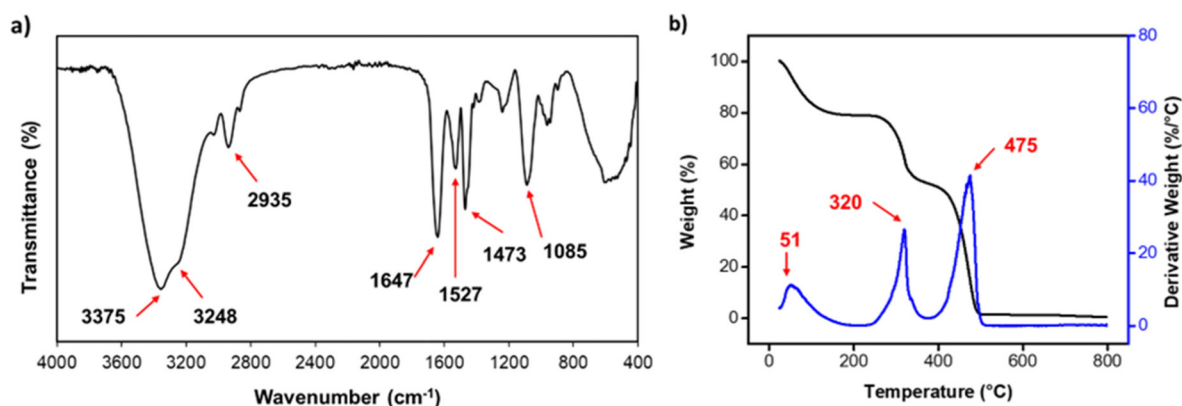 a)
Transmittance (%)
3375
3248
2935
1647
1527
1473
1085
4000 3600 3200 2800 2400 2000 1600 1200 800 400
Wavenumber (cm⁻¹)
b)
Weight (%)
100
80
60
40
20
0
51
320
475
80
60
40
20
0
Derivative Weight (%/°C)
0 200 400 600 800
Temperature (°C)